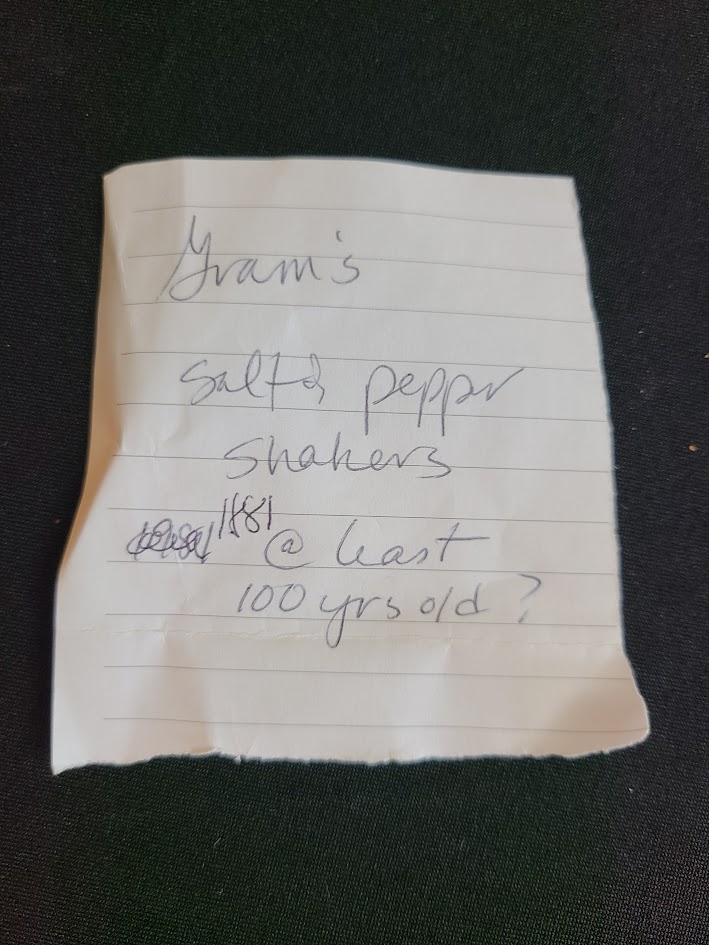 Gram's
Salt & pepper
Shakers
1881 @ least
100 yrs old ?